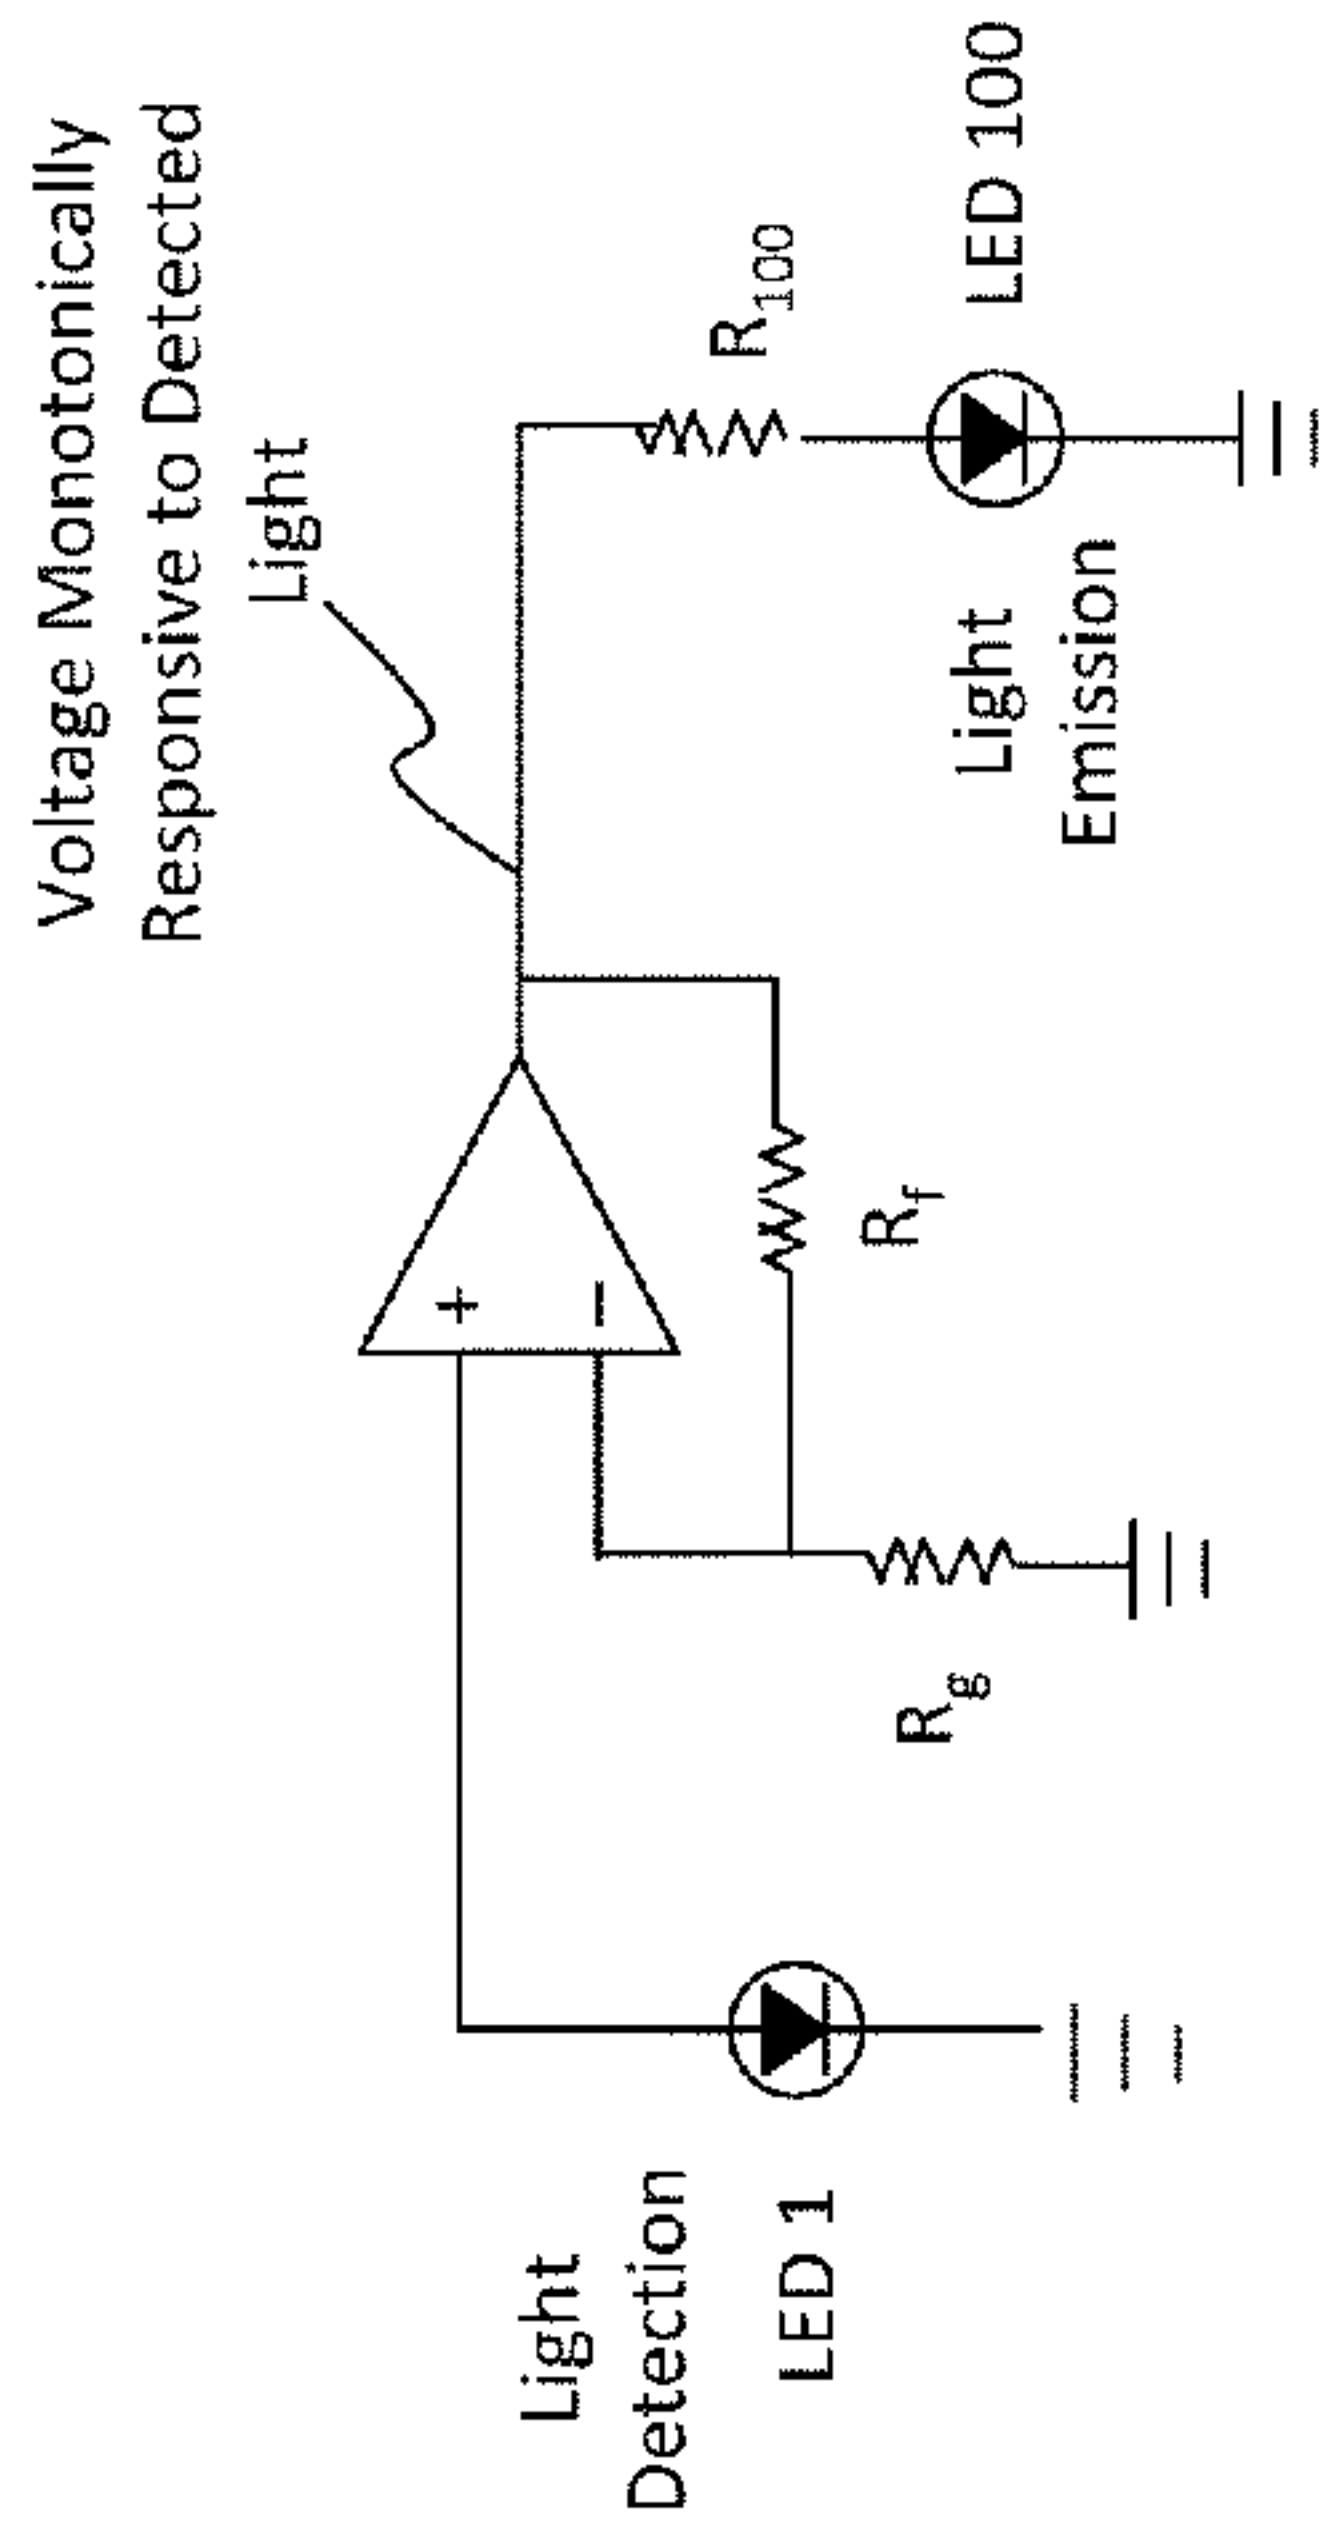 Voltage Monotonically
Responsive to Detected
Light
+
−
R100
LED 100
Light
Emission
Rf
Rg
Light
Detection
LED 1